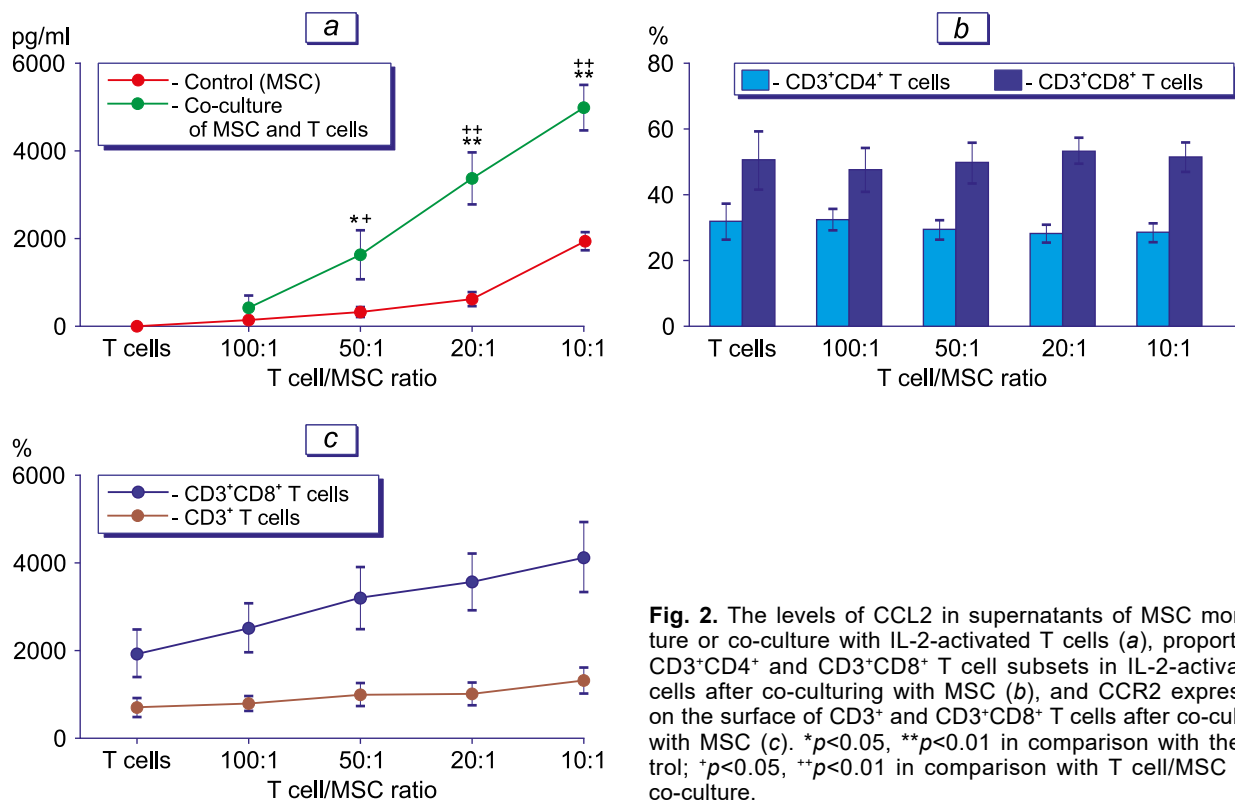 a
pg/ml
6000
4000
2000
0
- Control (MSC)
- Co-culture
of MSC and T cells
*+
++
**
++
**
T cells 100:1 50:1 20:1 10:1
T cell/MSC ratio
b
%
80
60
40
20
0
- CD3⁺CD4⁺ T cells - CD3⁺CD8⁺ T cells
T cells 100:1 50:1 20:1 10:1
T cell/MSC ratio
c
%
6000
4000
2000
0
- CD3⁺CD8⁺ T cells
- CD3⁺ T cells
T cells 100:1 50:1 20:1 10:1
T cell/MSC ratio
Fig. 2. The levels of CCL2 in supernatants of MSC mon
ture or co-culture with IL-2-activated T cells (a), proport
CD3⁺CD4⁺ and CD3⁺CD8⁺ T cell subsets in IL-2-activa
cells after co-culturing with MSC (b), and CCR2 expres
on the surface of CD3⁺ and CD3⁺CD8⁺ T cells after co-cul
with MSC (c). *p<0.05, **p<0.01 in comparison with the
trol; ⁺p<0.05, ⁺⁺p<0.01 in comparison with T cell/MSC
co-culture.